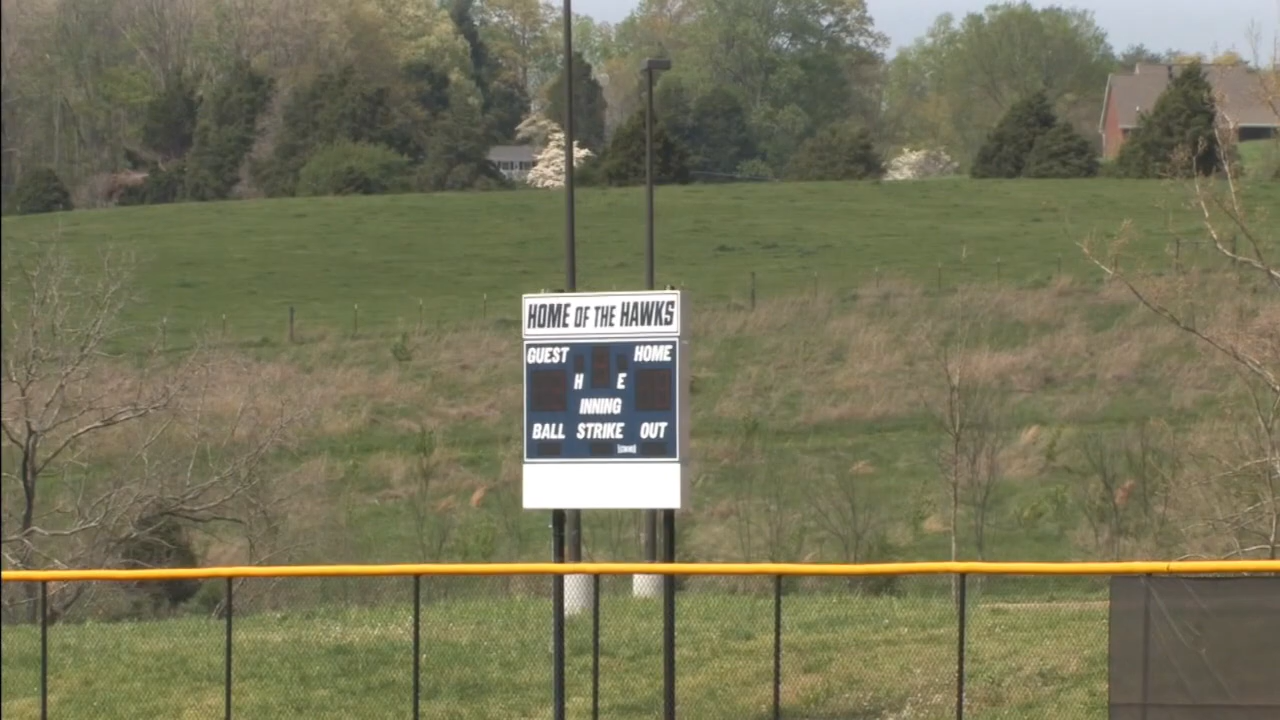 HOME OF THE HAWKS
GUEST HOME
H E
INNING
BALL STRIKE OUT